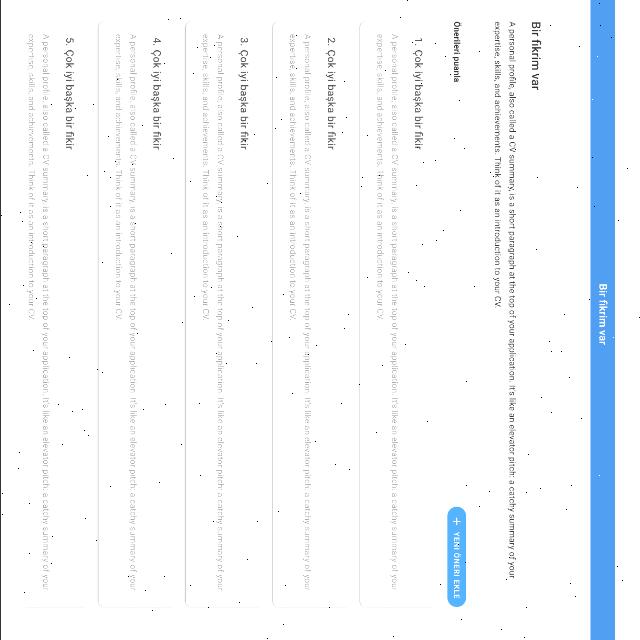 Bir fikrim var
Bir fikrim var
A personal profile, also called a CV summary, is a short paragraph at the top of your application. It's like an elevator pitch: a catchy summary of your
expertise, skills, and achievements. Think of it as an introduction to your CV.
Önerileri puanla
+ YENİ ÖNERİ EKLE
1. Çok iyi başka bir fikir
A personal profile, also called a CV summary, is a short paragraph at the top of your application. It's like an elevator pitch: a catchy summary of your
expertise, skills, and achievements. Think of it as an introduction to your CV.
2. Çok iyi başka bir fikir
A personal profile, also called a CV summary, is a short paragraph at the top of your application. It's like an elevator pitch: a catchy summary of your
expertise, skills, and achievements. Think of it as an introduction to your CV.
3. Çok iyi başka bir fikir
A personal profile, also called a CV summary, is a short paragraph at the top of your application. It's like an elevator pitch: a catchy summary of your
expertise, skills, and achievements. Think of it as an introduction to your CV.
4. Çok iyi başka bir fikir
A personal profile, also called a CV summary, is a short paragraph at the top of your application. It's like an elevator pitch: a catchy summary of your
expertise, skills, and achievements. Think of it as an introduction to your CV.
5. Çok iyi başka bir fikir
A personal profile, also called a CV summary, is a short paragraph at the top of your application. It's like an elevator pitch: a catchy summary of your
expertise, skills, and achievements. Think of it as an introduction to your CV.